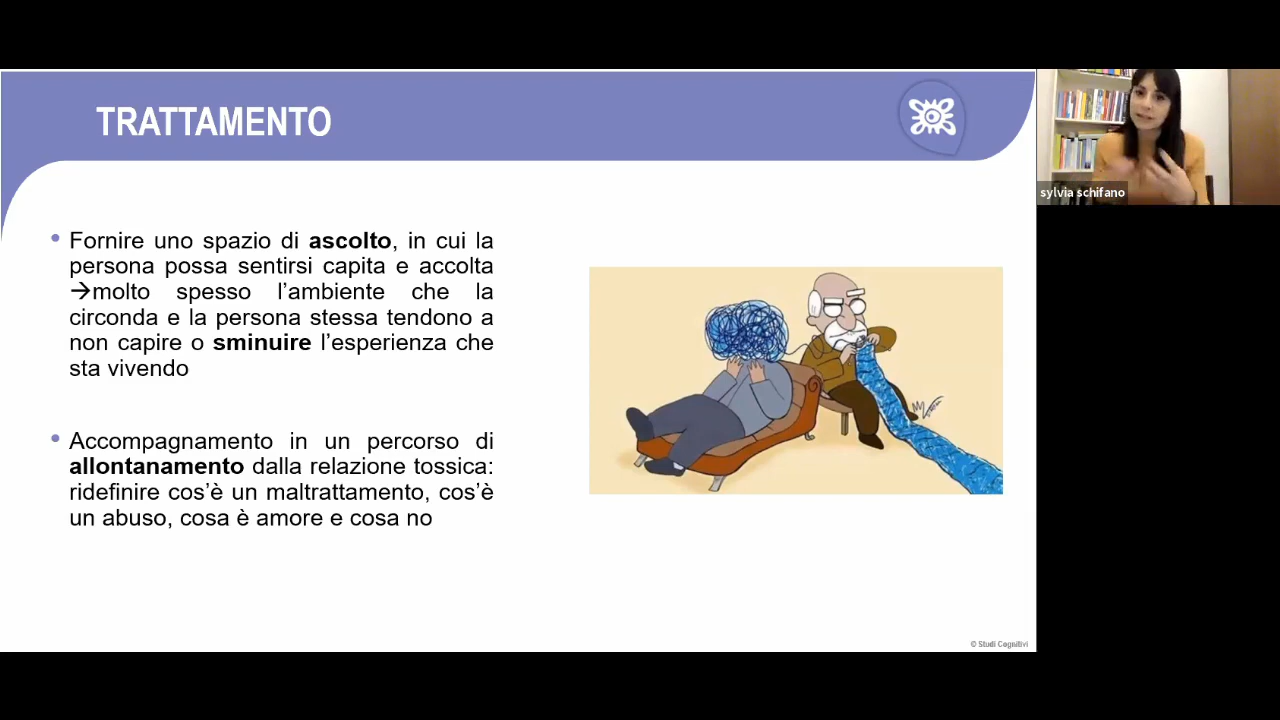 TRATTAMENTO
sylvia schifano
• Fornire uno spazio di ascolto, in cui la
persona possa sentirsi capita e accolta
→molto spesso l’ambiente che la
circonda e la persona stessa tendono a
non capire o sminuire l’esperienza che
sta vivendo
• Accompagnamento in un percorso di
allontanamento dalla relazione tossica:
ridefinire cos’è un maltrattamento, cos’è
un abuso, cosa è amore e cosa no
© Studi Cognitivi